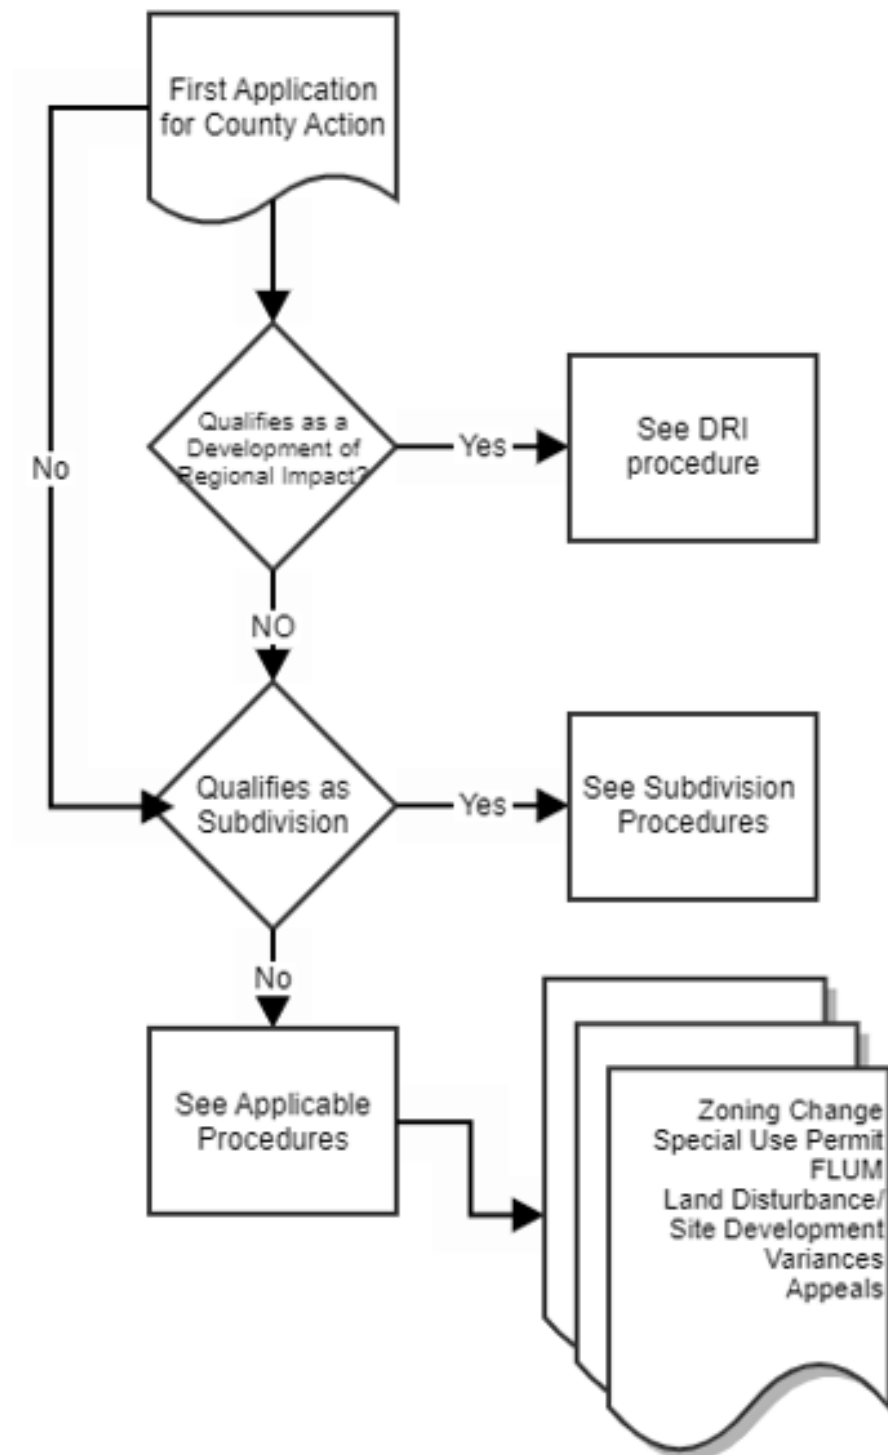 First Application
for County Action
Qualifies as a
Development of
Regional Impact?
Yes
See DRI
procedure
No
NO
Qualifies as
Subdivision
Yes
See Subdivision
Procedures
No
See Applicable
Procedures
Zoning Change
Special Use Permit
FLUM
Land Disturbance/
Site Development
Variances
Appeals